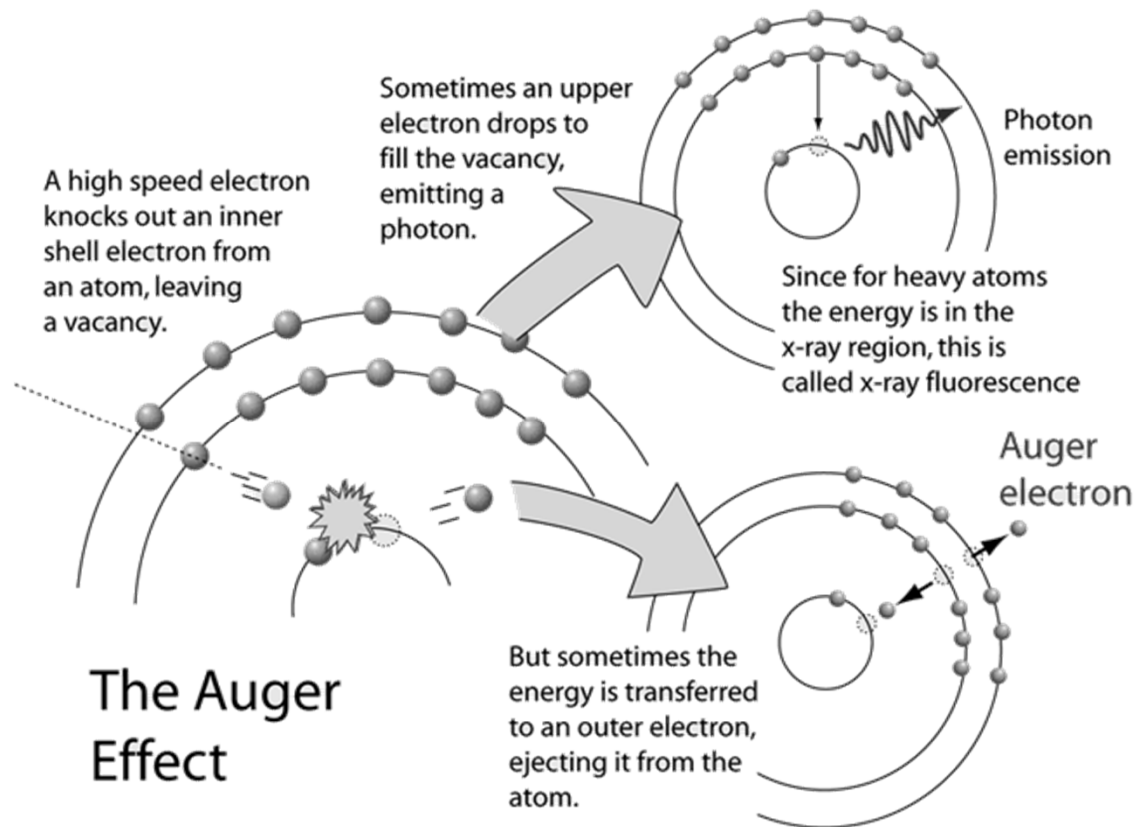 A high speed electron
knocks out an inner
shell electron from
an atom, leaving
a vacancy.
Sometimes an upper
electron drops to
fill the vacancy,
emitting a
photon.
Photon
emission
Since for heavy atoms
the energy is in the
x-ray region, this is
called x-ray fluorescence
Auger
electron
But sometimes the
energy is transferred
to an outer electron,
ejecting it from the
atom.
The Auger
Effect